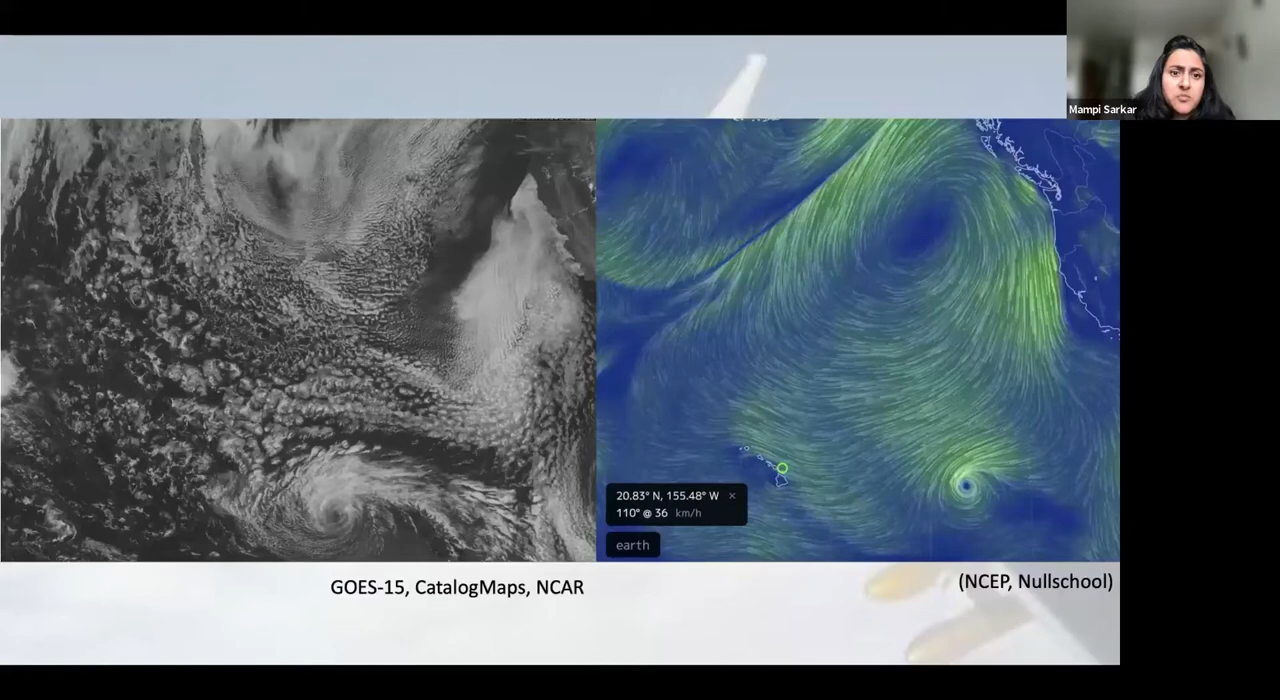 Mampi Sarkar
20.83° N, 155.48° W ×
110° @ 36 km/h
earth
GOES-15, CatalogMaps, NCAR
(NCEP, Nullschool)